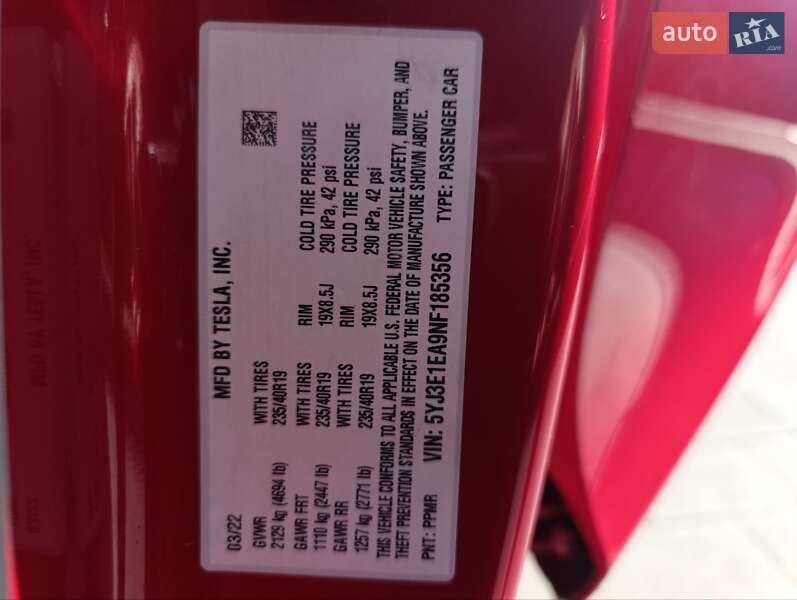 MFD BY TESLA, INC.
03/22
GVWR WITH TIRES RIM COLD TIRE PRESSURE
2129 kg (4694 lb) 235/40R19 19X8.5J 290 kPa, 42 psi
GAWR FRT WITH TIRES RIM COLD TIRE PRESSURE
1110 kg (2447 lb) 235/40R19 19X8.5J 290 kPa, 42 psi
GAWR RR WITH TIRES
1257 kg (2771 lb) 235/40R19
THIS VEHICLE CONFORMS TO ALL APPLICABLE U.S. FEDERAL MOTOR VEHICLE SAFETY, BUMPER, AND
THEFT PREVENTION STANDARDS IN EFFECT ON THE DATE OF MANUFACTURE SHOWN ABOVE.
PNT: PPMR VIN: 5YJ3E1EA9NF185356 TYPE: PASSENGER CAR
auto RIA .com